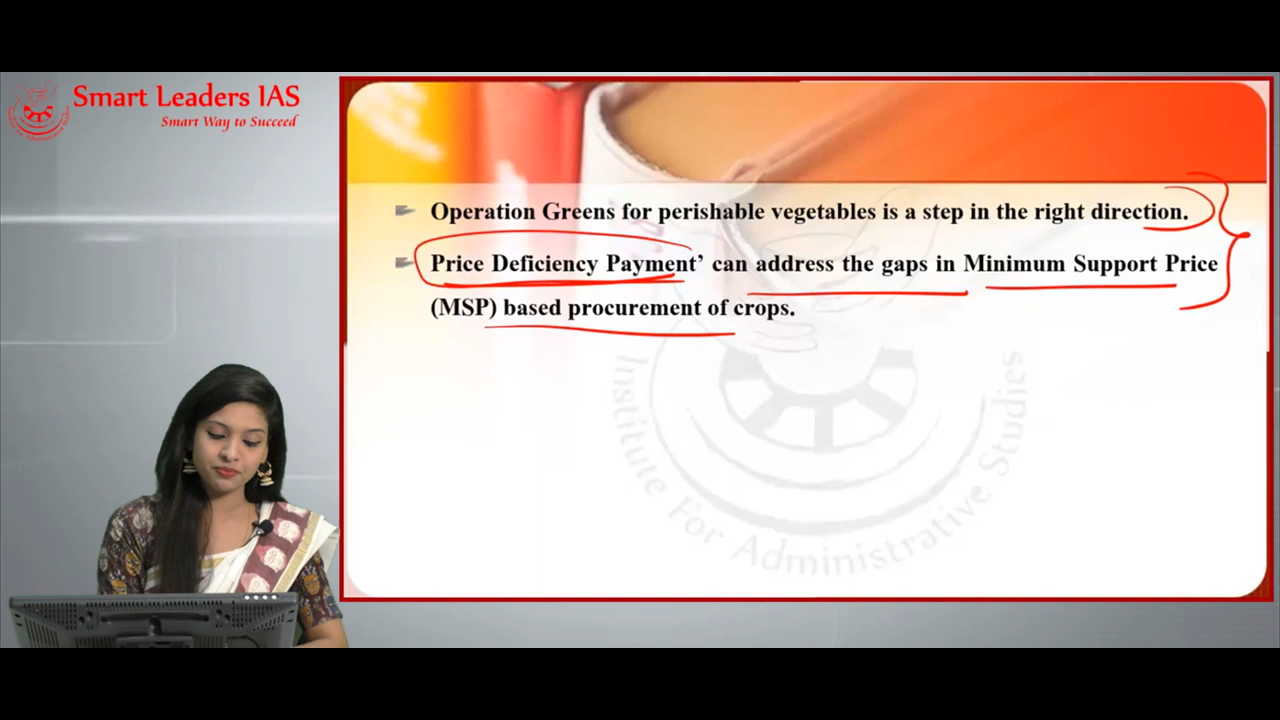 Smart Leaders IAS
Smart Way to Succeed
Operation Greens for perishable vegetables is a step in the right direction.
Price Deficiency Payment’ can address the gaps in Minimum Support Price
(MSP) based procurement of crops.
Institute For Administrative Studies